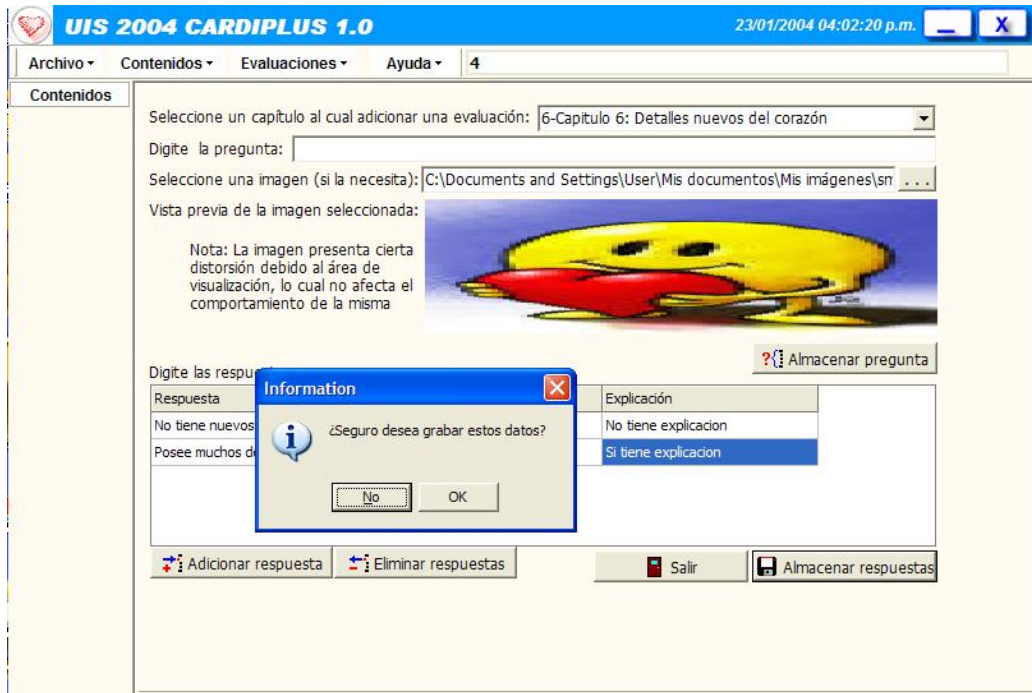 UIS 2004 CARDIPLUS 1.0 23/01/2004 04:02:20 p.m. X
Archivo Contenidos Evaluaciones Ayuda 4
Contenidos
Seleccione un capítulo al cual adicionar una evaluación: 6-Capitulo 6: Detalles nuevos del corazón
Digite la pregunta:
Seleccione una imagen (si la necesita): C:\Documents and Settings\User\Mis documentos\Mis imágenes\sm ...
Vista previa de la imagen seleccionada:
Nota: La imagen presenta cierta
distorsión debido al área de
visualización, lo cual no afecta el
comportamiento de la misma
?{ Almacenar pregunta
Digite las
Information
Respuesta Explicación
No tiene nuevos No tiene explicacion
¿Seguro desea grabar estos datos?
Posee muchos Si tiene explicacion
No OK
Adicionar respuesta Eliminar respuestas Salir Almacenar respuestas